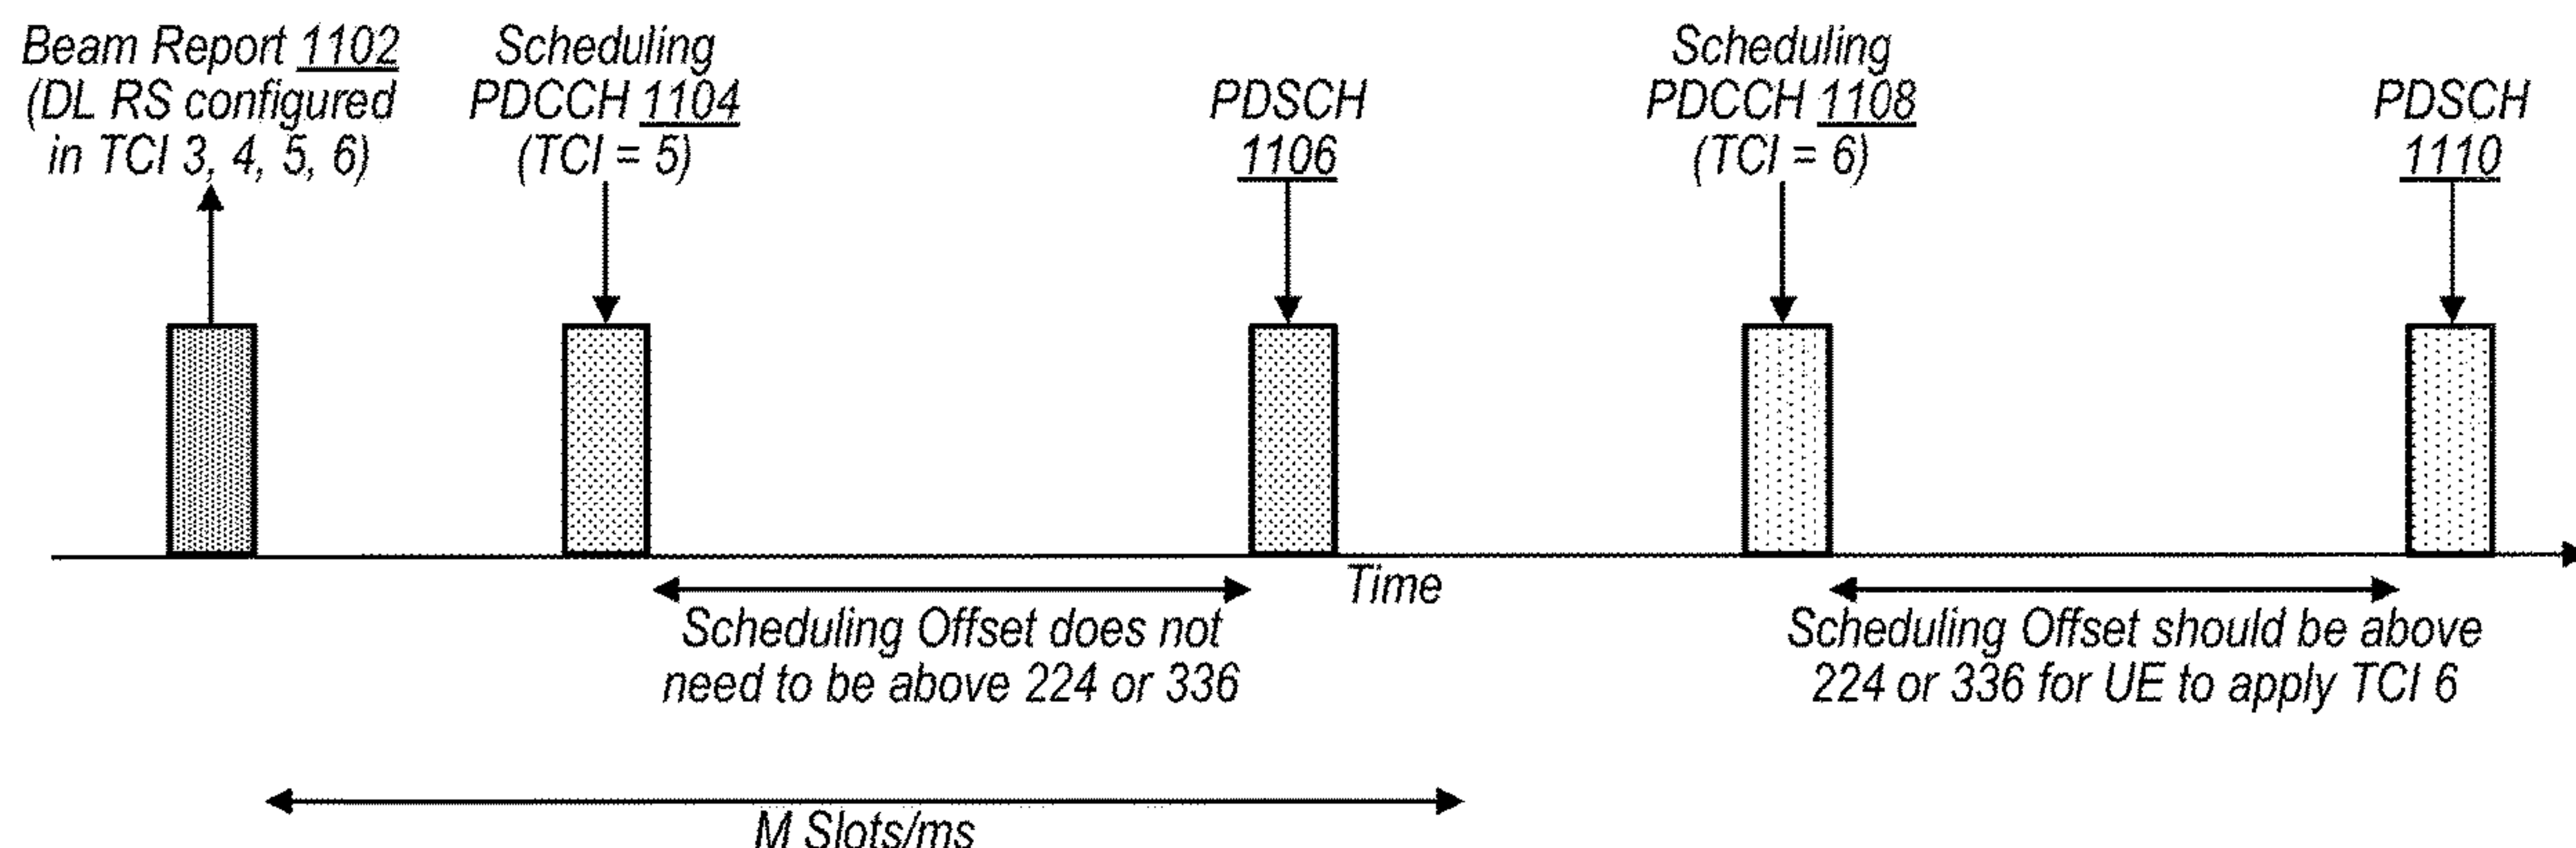 Beam Report 1102
(DL RS configured
in TCI 3, 4, 5, 6)
Scheduling
PDCCH 1104
(TCI = 5)
PDSCH
1106
Scheduling
PDCCH 1108
(TCI = 6)
PDSCH
1110
Time
Scheduling Offset does not
need to be above 224 or 336
Scheduling Offset should be above
224 or 336 for UE to apply TCI 6
M Slots/ms